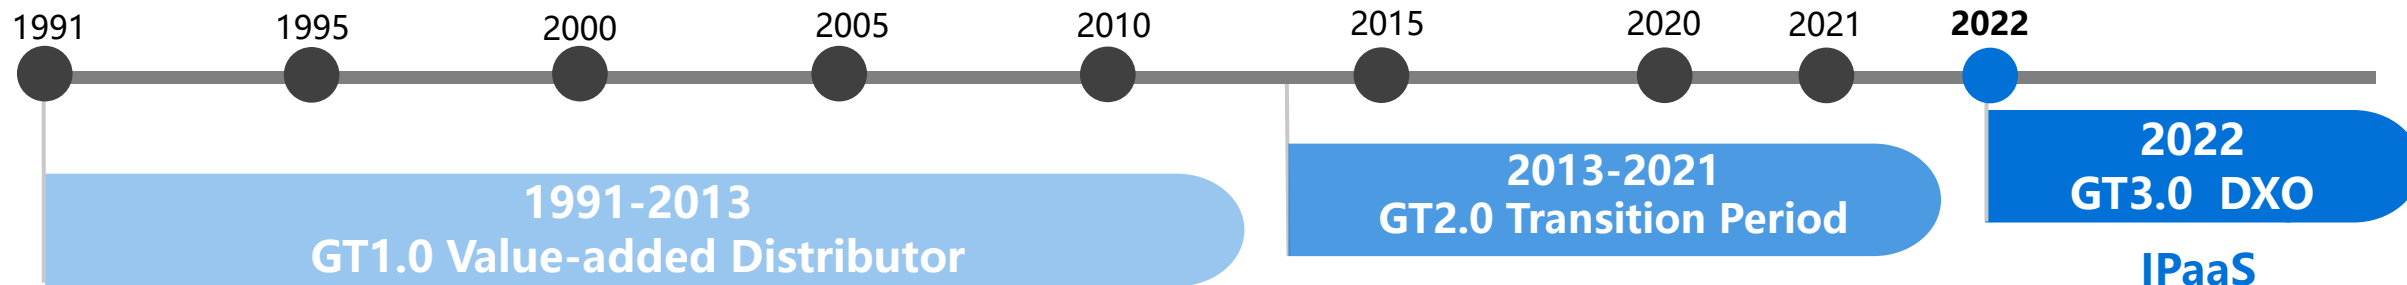 1991 1995 2000 2005 2010 2015 2020 2021 2022
1991-2013
GT1.0 Value-added Distributor
2013-2021
GT2.0 Transition Period
2022
GT3.0 DXO
IPaaS